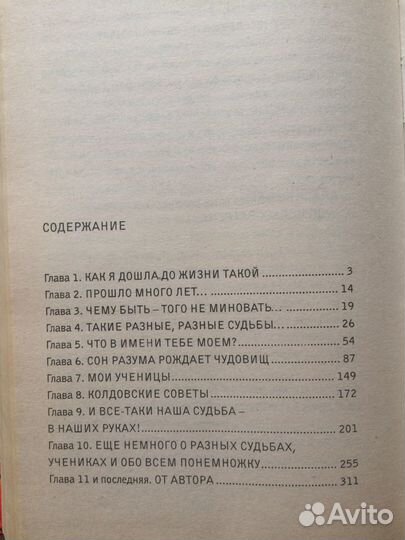 СОДЕРЖАНИЕ
Глава 1. КАК Я ДОШЛА ДО ЖИЗНИ ТАКОЙ 3
Глава 2. ПРОШЛО МНОГО ЛЕТ... 14
Глава 3. ЧЕМУ БЫТЬ – ТОГО НЕ МИНОВАТЬ... 19
Глава 4. ТАКИЕ РАЗНЫЕ, РАЗНЫЕ СУДЬБЫ... 26
Глава 5. ЧТО В ИМЕНИ ТЕБЕ МОЕМ? 54
Глава 6. СОН РАЗУМА РОЖДАЕТ ЧУДОВИЩ 87
Глава 7. МОИ УЧЕНИЦЫ 149
Глава 8. КОЛДОВСКИЕ СОВЕТЫ 172
Глава 9. И ВСЕ-ТАКИ НАША СУДЬБА –
В НАШИХ РУКАХ! 201
Глава 10. ЕЩЕ НЕМНОГО О РАЗНЫХ СУДЬБАХ,
УЧЕНИКАХ И ОБО ВСЕМ ПОНЕМНОЖКУ 255
Глава 11 и последняя. ОТ АВТОРА 311
Avito